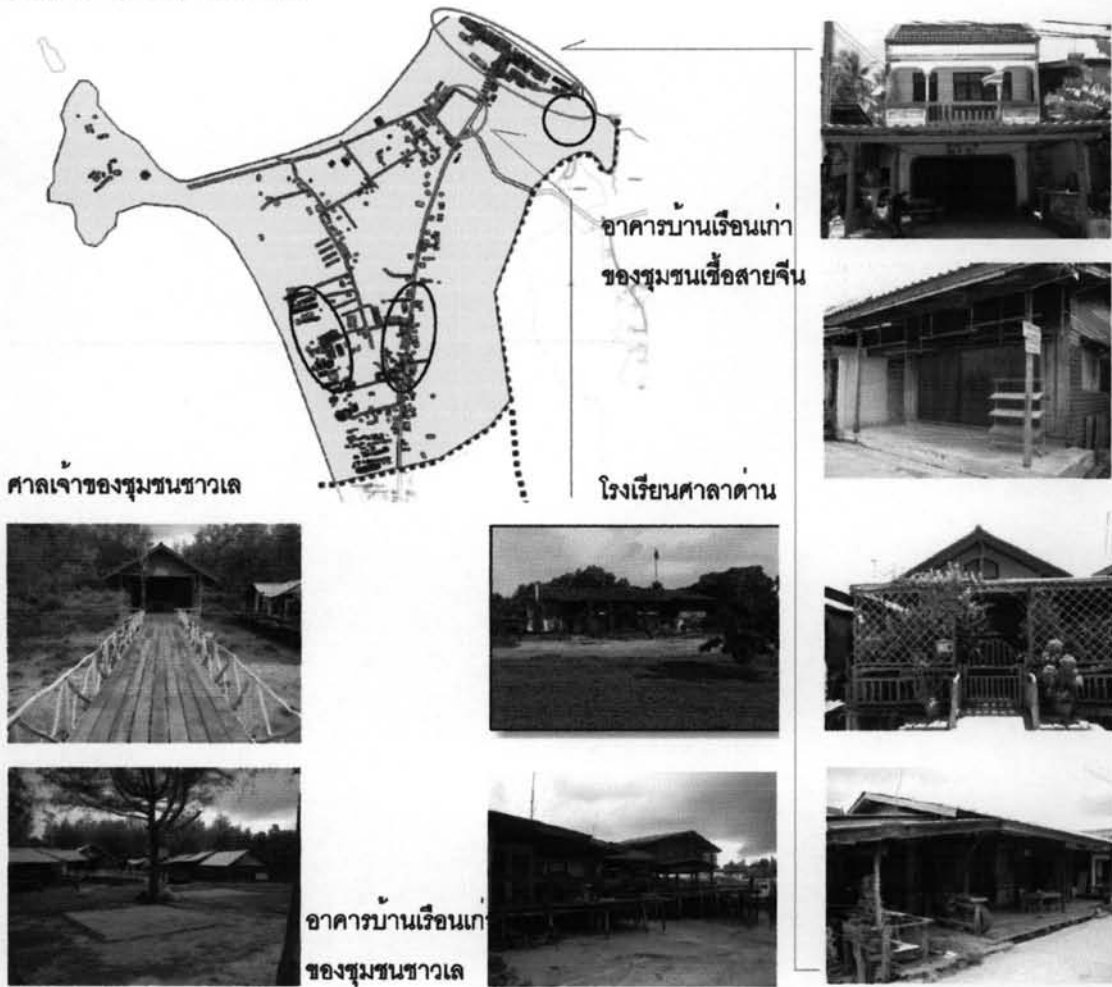 อาคารบ้านเรือนเก่า
ของชุมชนเชื้อสายจีน
ศาลเจ้าของชุมชนชาวเล
โรงเรียนศาลาด่าน
อาคารบ้านเรือนเก่
ของชุมชนชาวเล